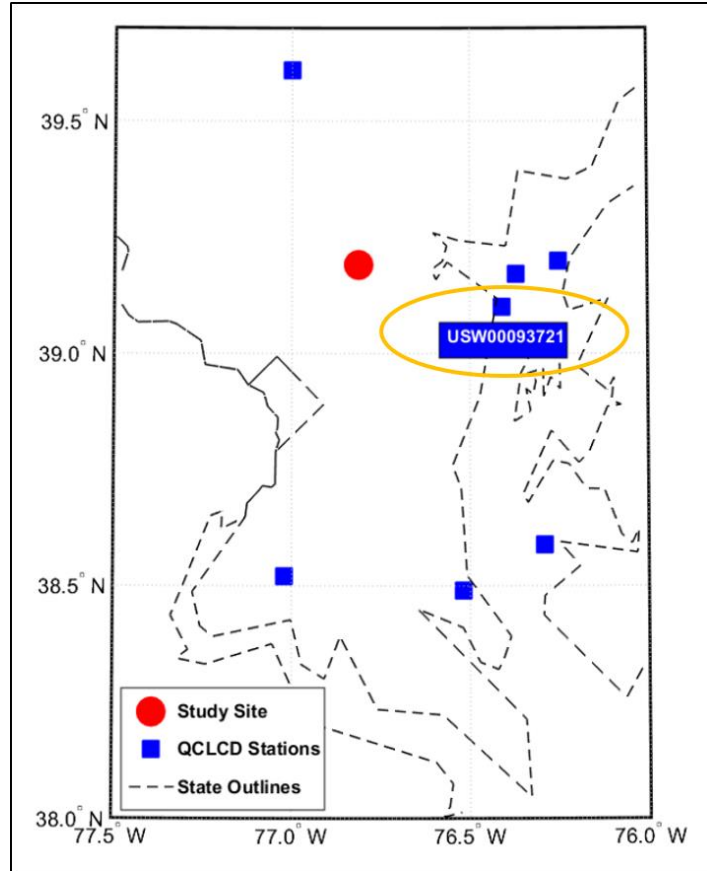 39.5° N
USW00093721
39.0° N
38.5° N
Study Site
QCLCD Stations
State Outlines
38.0° N
77.5° W 77.0° W 76.5° W 76.0° W